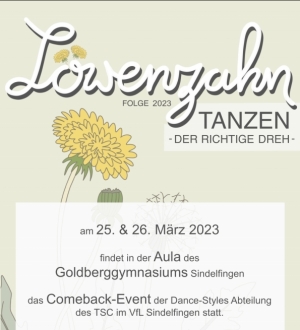 Löwenzahn
FOLGE 2023
TANZEN
- DER RICHTIGE DREH -
am 25. & 26. März 2023
findet in der Aula des
Goldberggymnasiums Sindelfingen
das Comeback-Event der Dance-Styles Abteilung
des TSC im VfL Sindelfingen statt.